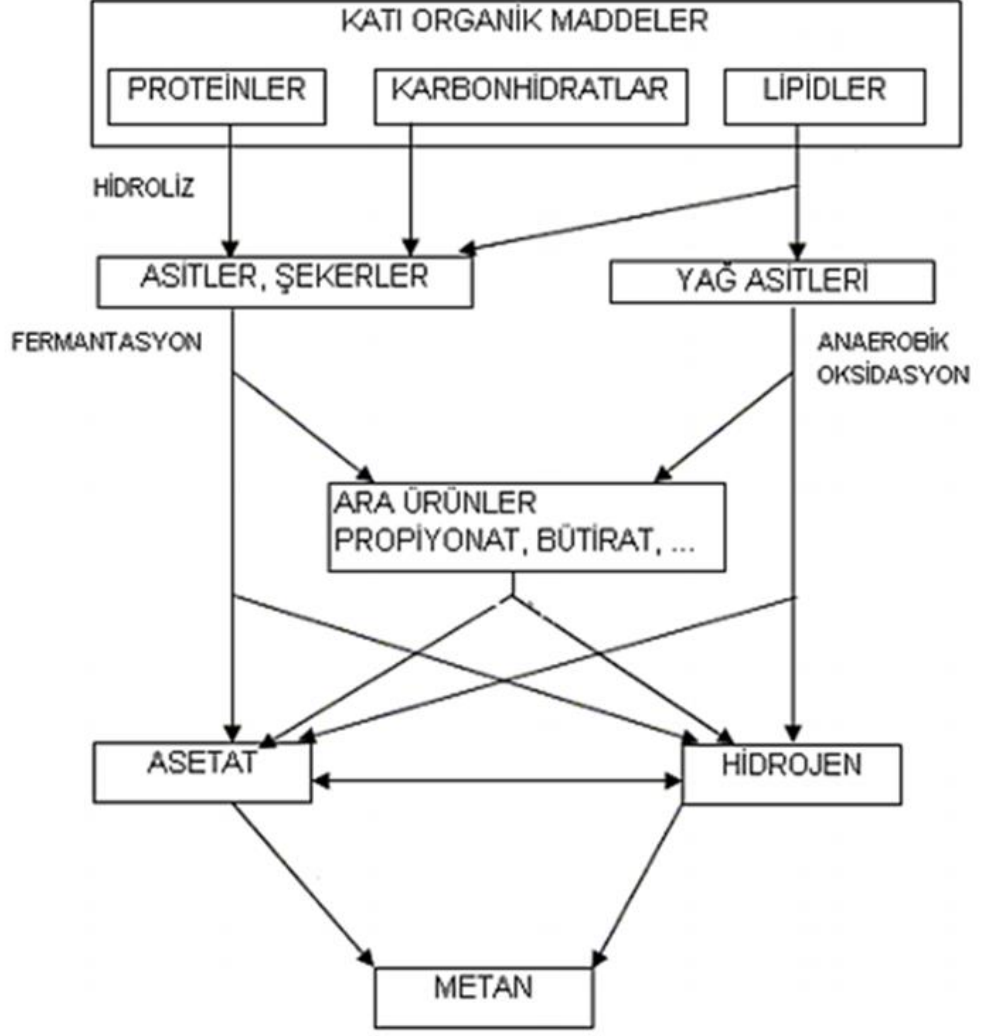 KATI ORGANİK MADDELER
PROTEİNLER
KARBONHİDRATLAR
LİPİDLER
HİDROLİZ
ASİTLER, ŞEKERLER
YAĞ ASİTLERİ
FERMANTASYON
ANAEROBİK
OKSİDASYON
ARA ÜRÜNLER
PROPİYONAT, BÜTİRAT, ...
ASETAT
HİDROJEN
METAN